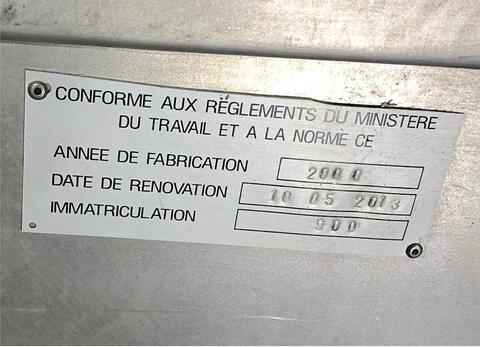 CONFORME AUX RÈGLEMENTS DU MINISTERE
DU TRAVAIL ET A LA NORME CE
ANNEE DE FABRICATION 2000
DATE DE RENOVATION 10 05 2013
IMMATRICULATION 900